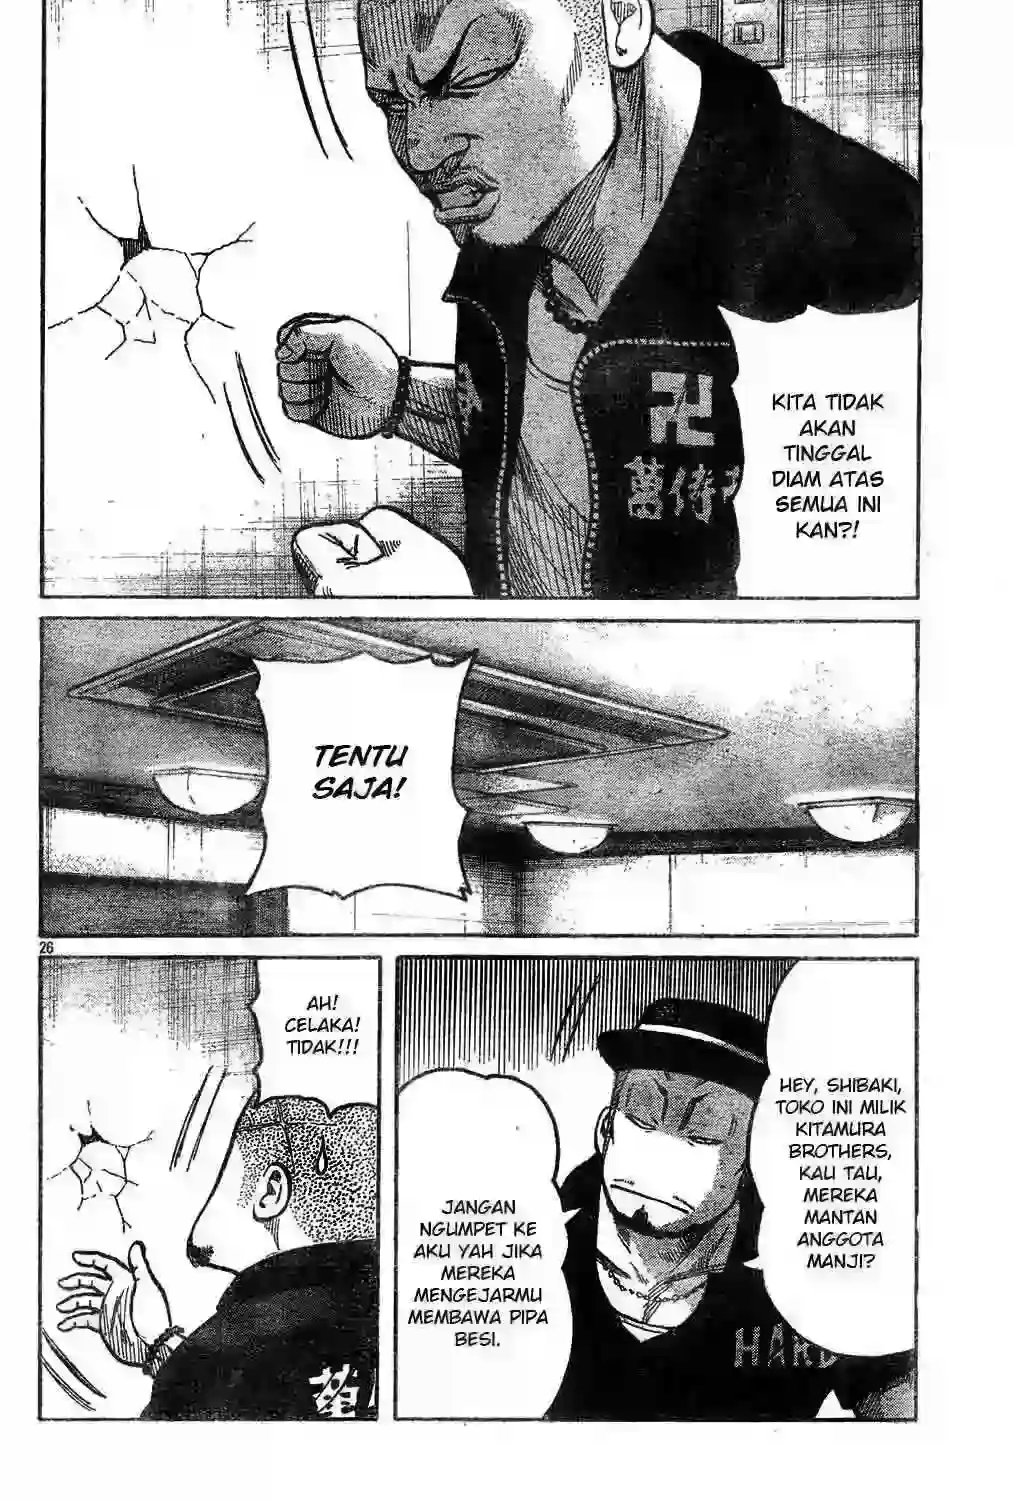 KITA TIDAK
AKAN
TINGGAL
DIAM ATAS
SEMUA INI
KAN?!
卍
萬侍
TENTU
SAJA!
26
HEY, SHIBAKI,
TOKO INI MILIK
KITAMURA
BROTHERS,
KAU TAU,
MEREKA
MANTAN
ANGGOTA
MANJI?
JANGAN
NGUMPET KE
AKU YAH JIKA
MEREKA
MENGEJARMU
MEMBAWA PIPA
BESI.
HARD
AH!
CELAKA!
TIDAK!!!